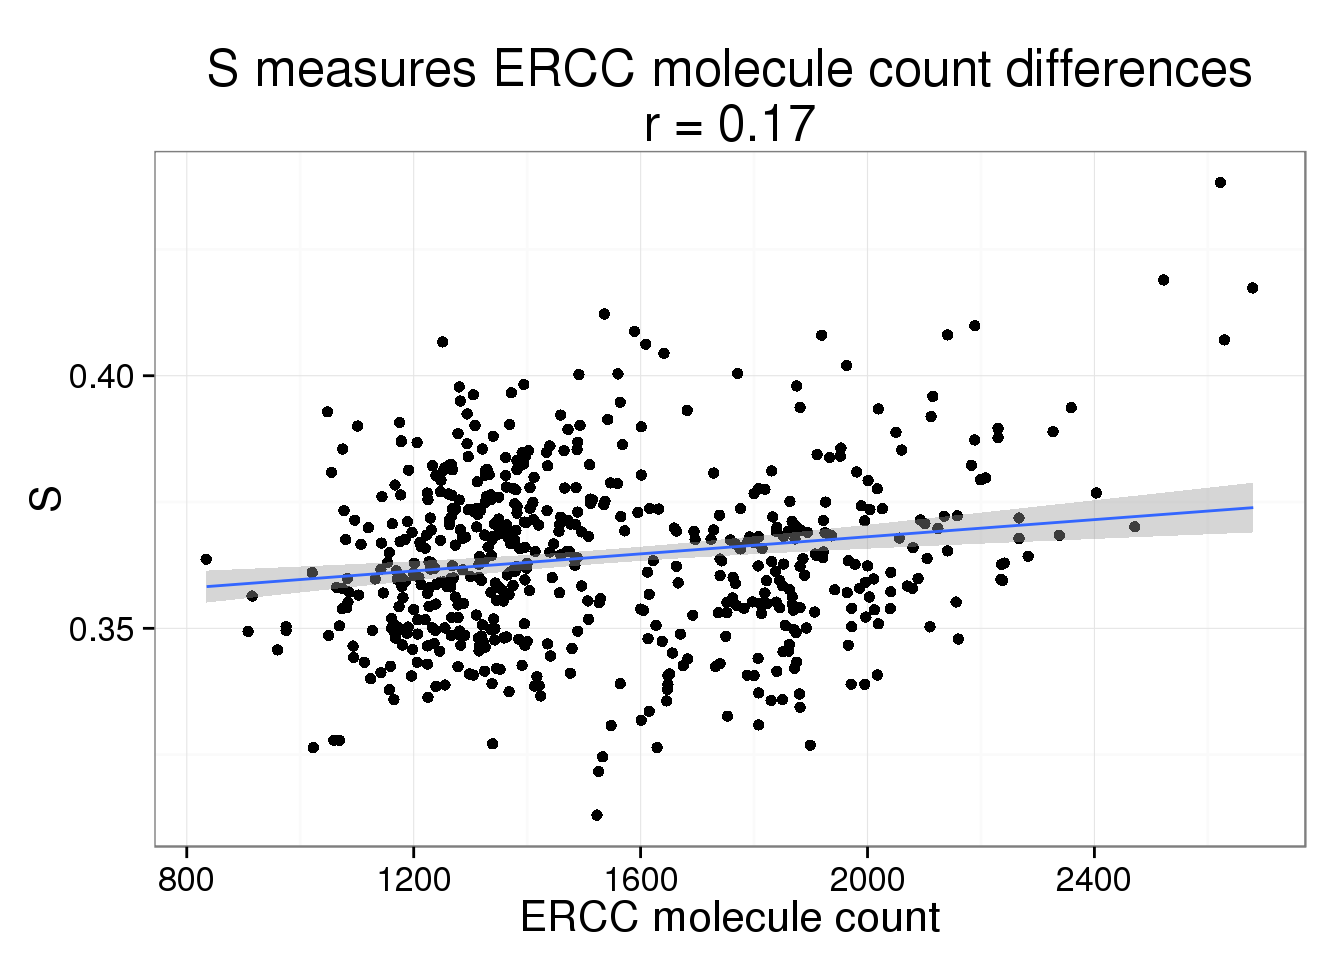 S measures ERCC molecule count differences
r = 0.17
S
0.40
0.35
800 1200 1600 2000 2400
ERCC molecule count